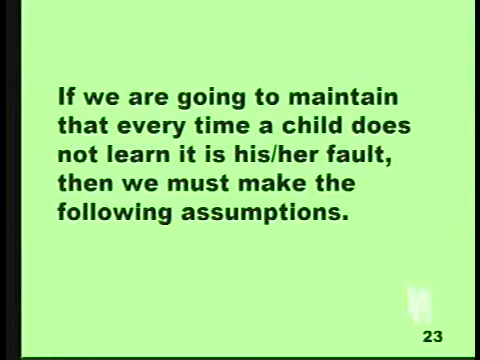 If we are going to maintain
that every time a child does
not learn it is his/her fault,
then we must make the
following assumptions.
23